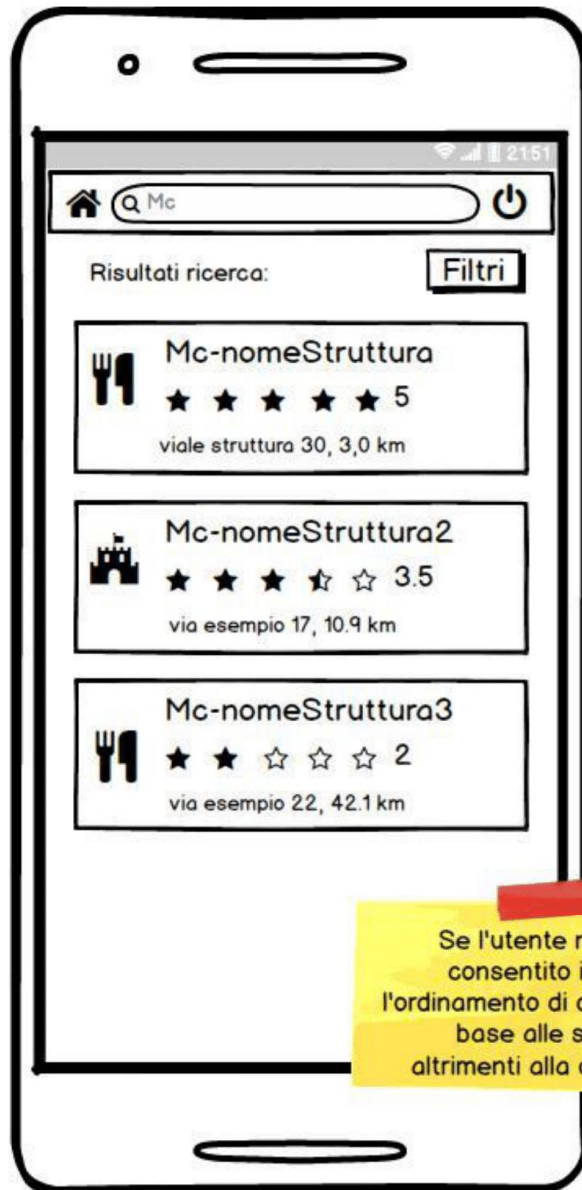 21:51
Mc
Risultati ricerca:
Filtri
Mc-nomeStruttura
5
viale struttura 30, 3,0 km
Mc-nomeStruttura2
3.5
via esempio 17, 10.9 km
Mc-nomeStruttura3
2
via esempio 22, 42.1 km
Se l'utente
consentito
l'ordinamento di
base alle
altrimenti alla